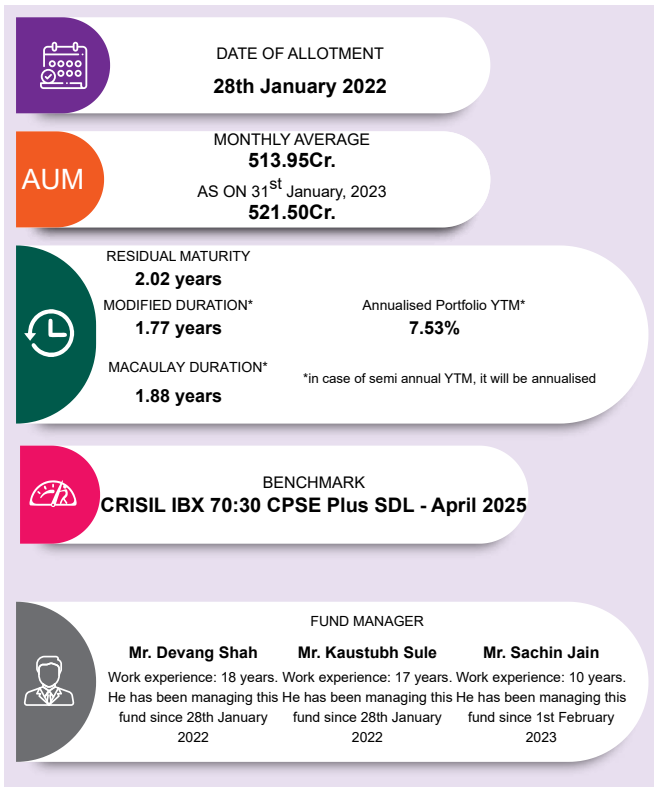 DATE OF ALLOTMENT
28th January 2022
AUM
MONTHLY AVERAGE
513.95Cr.
AS ON 31st January, 2023
521.50Cr.
RESIDUAL MATURITY
2.02 years
MODIFIED DURATION*
1.77 years
Annualised Portfolio YTM*
7.53%
MACAULAY DURATION*
1.88 years
*in case of semi annual YTM, it will be annualised
BENCHMARK
CRISIL IBX 70:30 CPSE Plus SDL - April 2025
FUND MANAGER
Mr. Devang Shah
Work experience: 18 years.
He has been managing this
fund since 28th January
2022
Mr. Kaustubh Sule
Work experience: 17 years.
He has been managing this
fund since 28th January
2022
Mr. Sachin Jain
Work experience: 10 years.
He has been managing this
fund since 1st February
2023